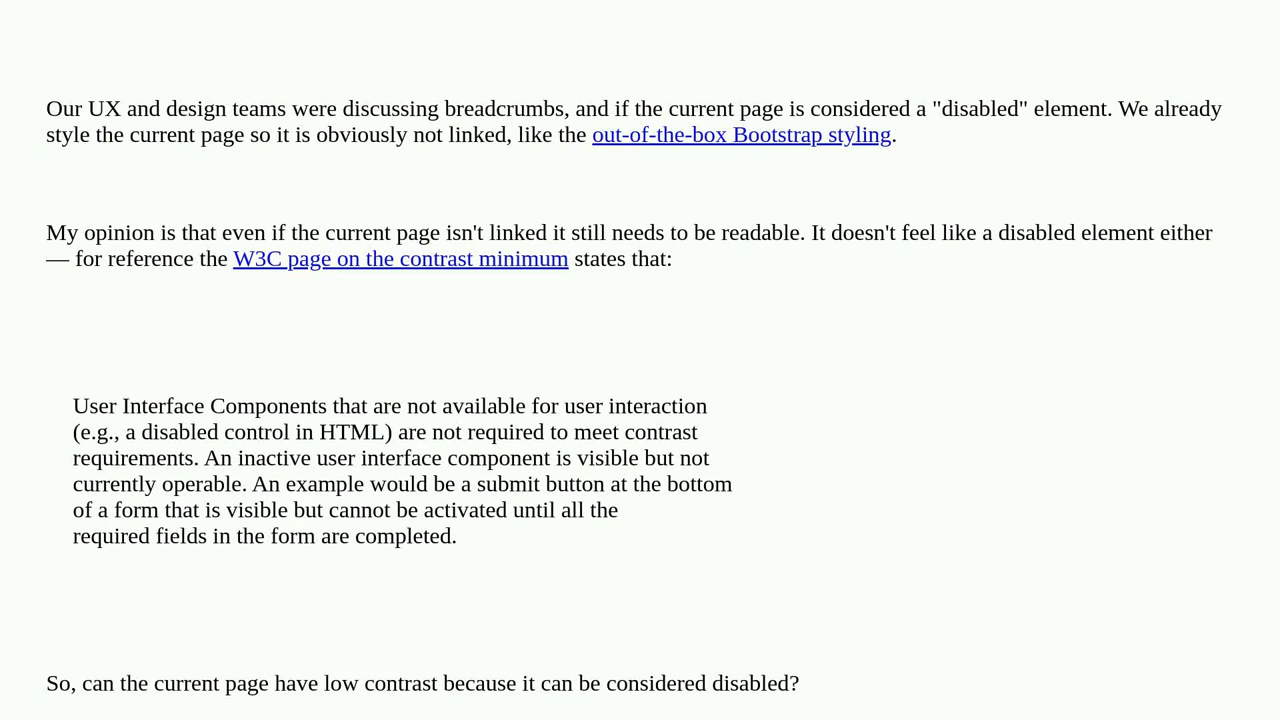 Our UX and design teams were discussing breadcrumbs, and if the current page is considered a "disabled" element. We already
style the current page so it is obviously not linked, like the out-of-the-box Bootstrap styling.
My opinion is that even if the current page isn't linked it still needs to be readable. It doesn't feel like a disabled element either
— for reference the W3C page on the contrast minimum states that:
User Interface Components that are not available for user interaction
(e.g., a disabled control in HTML) are not required to meet contrast
requirements. An inactive user interface component is visible but not
currently operable. An example would be a submit button at the bottom
of a form that is visible but cannot be activated until all the
required fields in the form are completed.
So, can the current page have low contrast because it can be considered disabled?